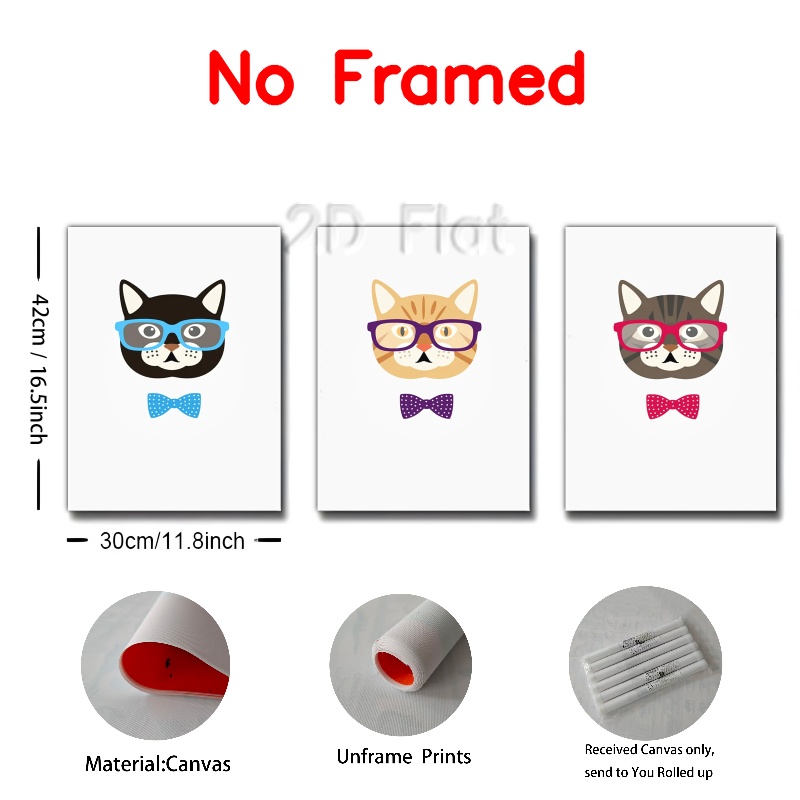 No Framed
2D Flat
42cm / 16.5inch
30cm/11.8inch
Material:Canvas
Unframe Prints
Received Canvas only,
send to You Rolled up